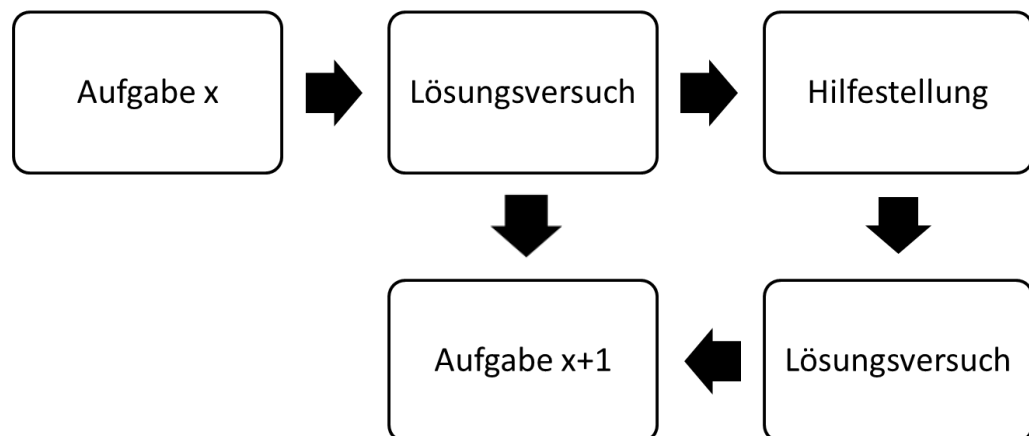 Aufgabe x
Lösungsversuch
Hilfestellung
Aufgabe x+1
Lösungsversuch